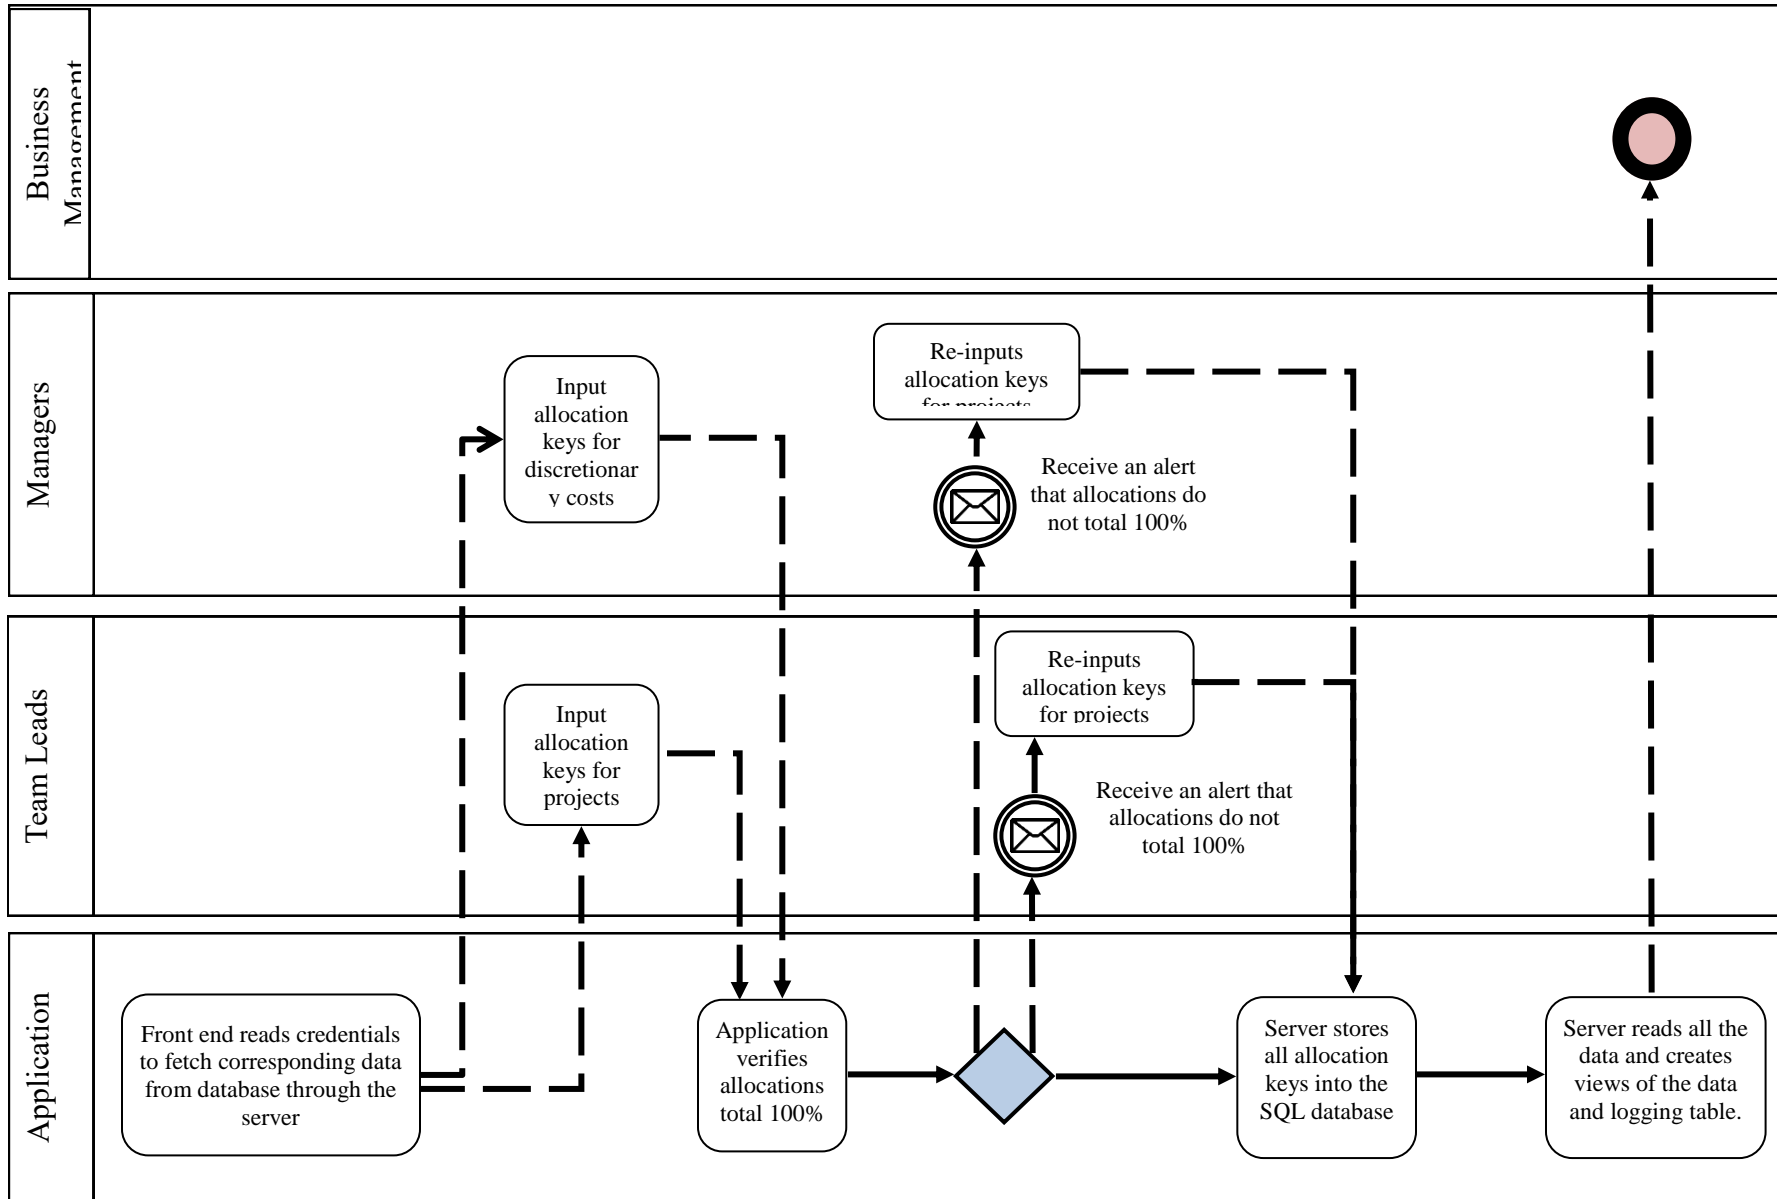 Business
Management
Managers
Input
allocation
keys for
discretionar
y costs
Re-inputs
allocation keys
for projects
Receive an alert
that allocations do
not total 100%
Team Leads
Input
allocation
keys for
projects
Re-inputs
allocation keys
for projects
Receive an alert that
allocations do not
total 100%
Application
Front end reads credentials
to fetch corresponding data
from database through the
server
Application
verifies
allocations
total 100%
Server stores
all allocation
keys into the
SQL database
Server reads all the
data and creates
views of the data
and logging table.